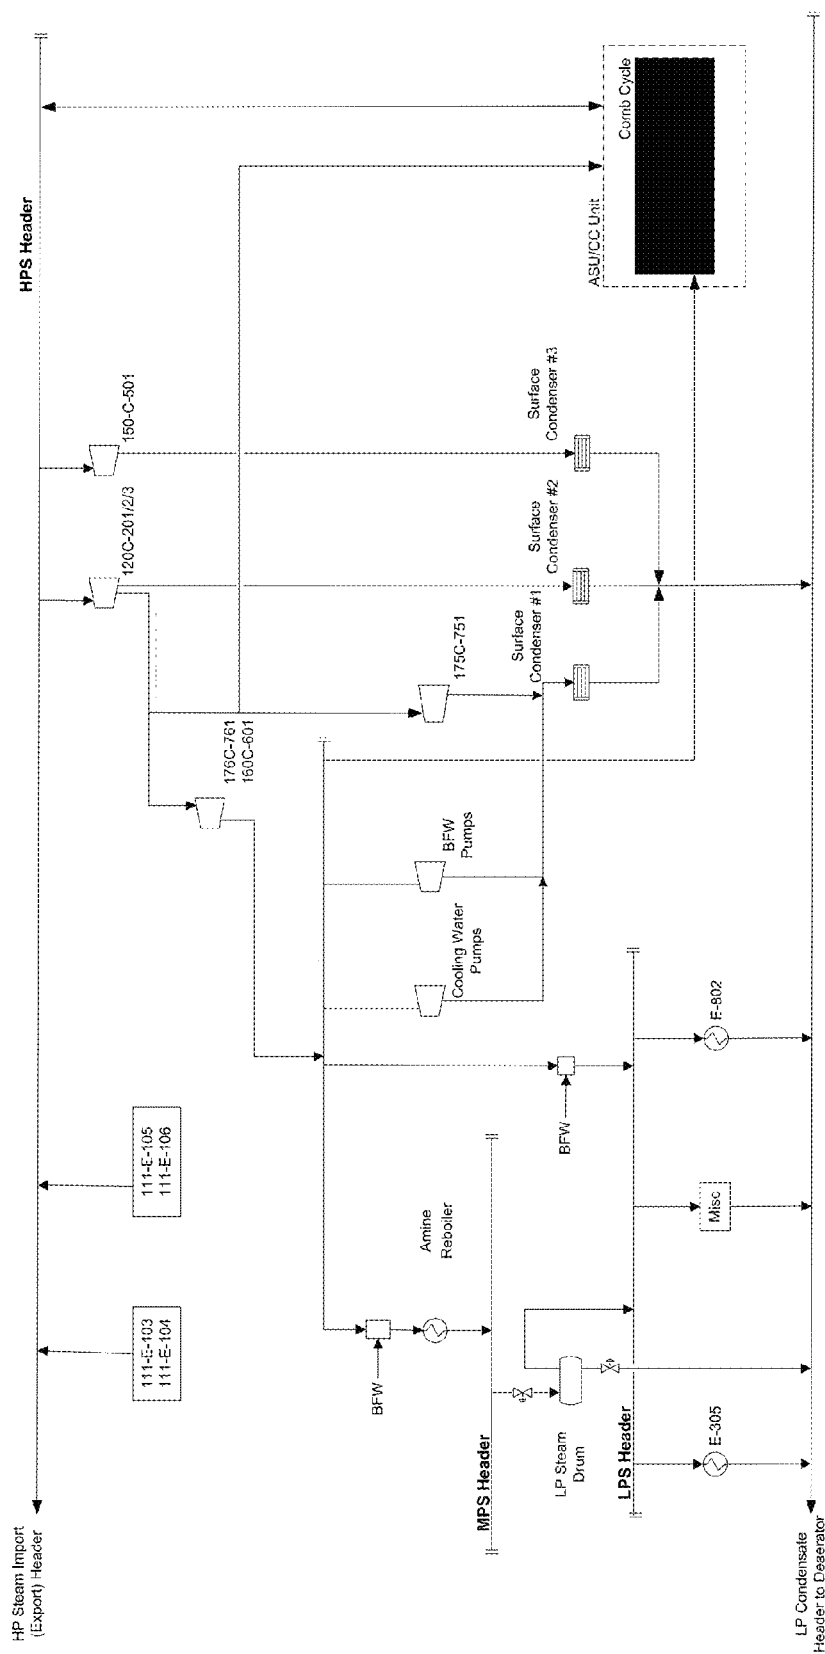 HP Steam Import
(Export) Header
HPS Header
111-E-103
111-E-104
111-E-105
111-E-106
120C-201/2/3
150-C-501
176C-761
160C-601
175C-751
BFW
Amine
Reboiler
Cooling Water
Pumps
BFW
Pumps
MPS Header
LP Steam
Drum
BFW
Surface
Condenser #1
Surface
Condenser #2
Surface
Condenser #3
ASU/CC Unit
Comb Cycle
LPS Header
E-305
Misc
E-802
LP Condensate
Header to Deaerator